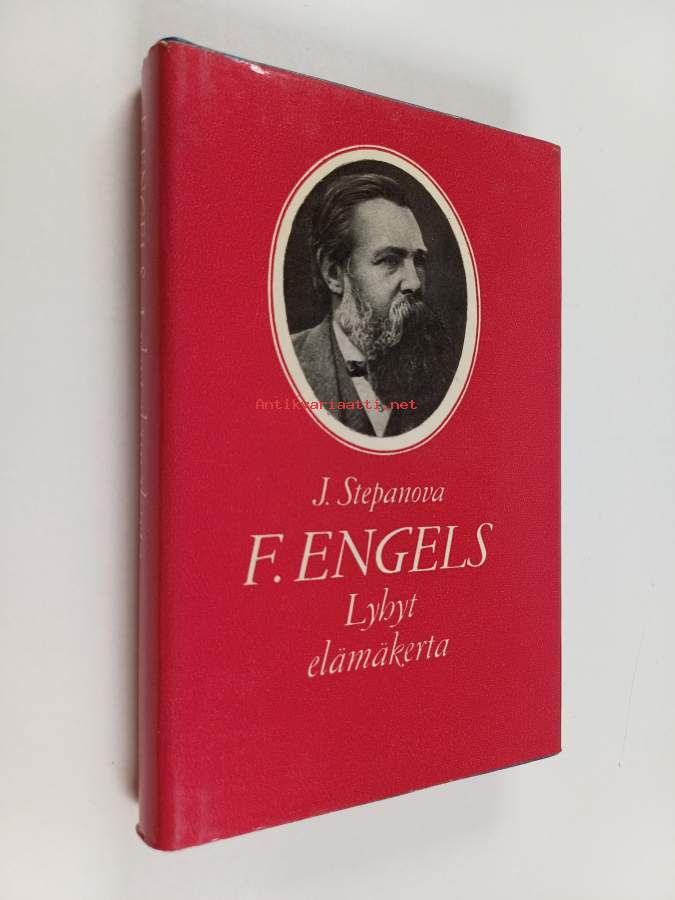 Antikvariaatti.net
J. Stepanova
F. ENGELS
Lyhyt
elämäkerta